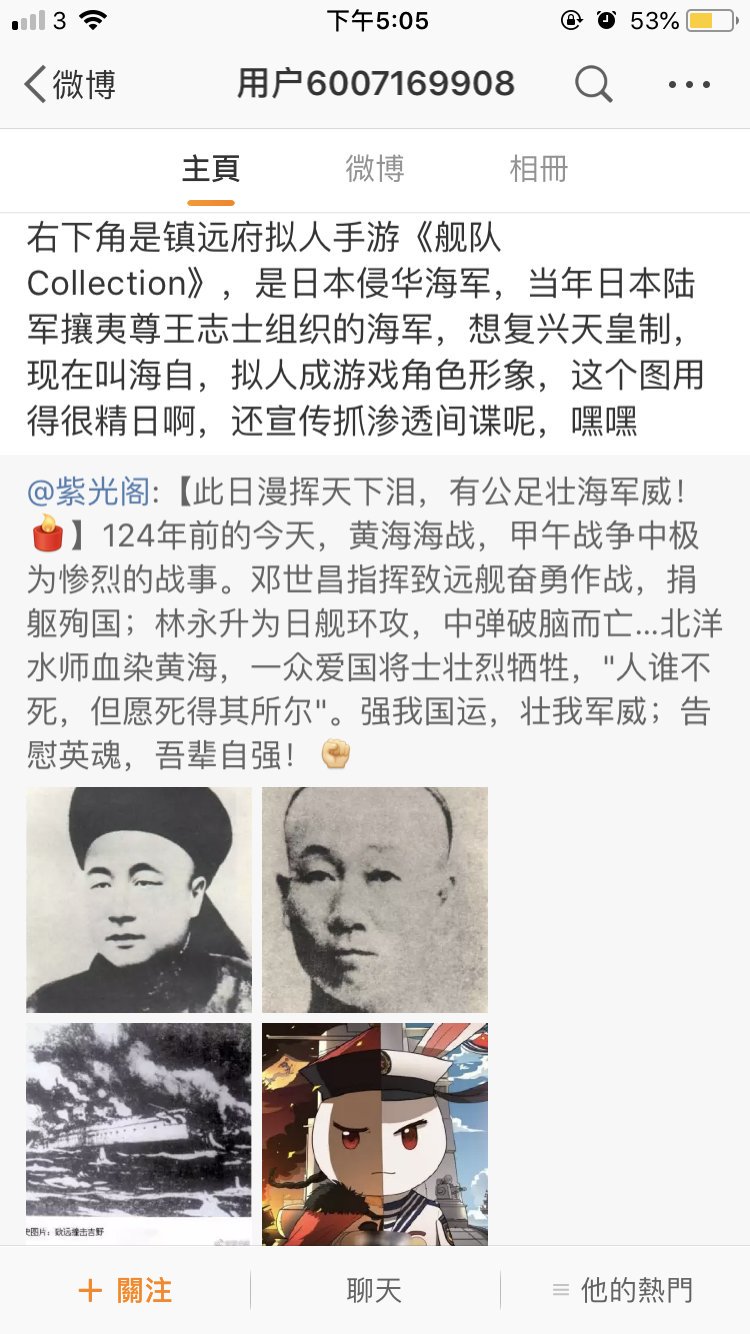 3 下午5:05 53%
微博 用户6007169908
主頁 微博 相冊
右下角是镇远府拟人手游《舰队
Collection》，是日本侵华海军，当年日本陆
军攘夷尊王志士组织的海军，想复兴天皇制，
现在叫海自，拟人成游戏角色形象，这个图用
得很精日啊，还宣传抓渗透间谍呢，嘿嘿
@紫光阁:【此日漫挥天下泪，有公足壮海军威！
】124年前的今天，黄海海战，甲午战争中极
为惨烈的战事。邓世昌指挥致远舰奋勇作战，捐
躯殉国；林永升为日舰环攻，中弹破脑而亡...北洋
水师血染黄海，一众爱国将士壮烈牺牲，"人谁不
死，但愿死得其所尔"。强我国运，壮我军威；告
慰英魂，吾辈自强！
史图片：致远撞击吉野
+ 關注 聊天 他的熱門